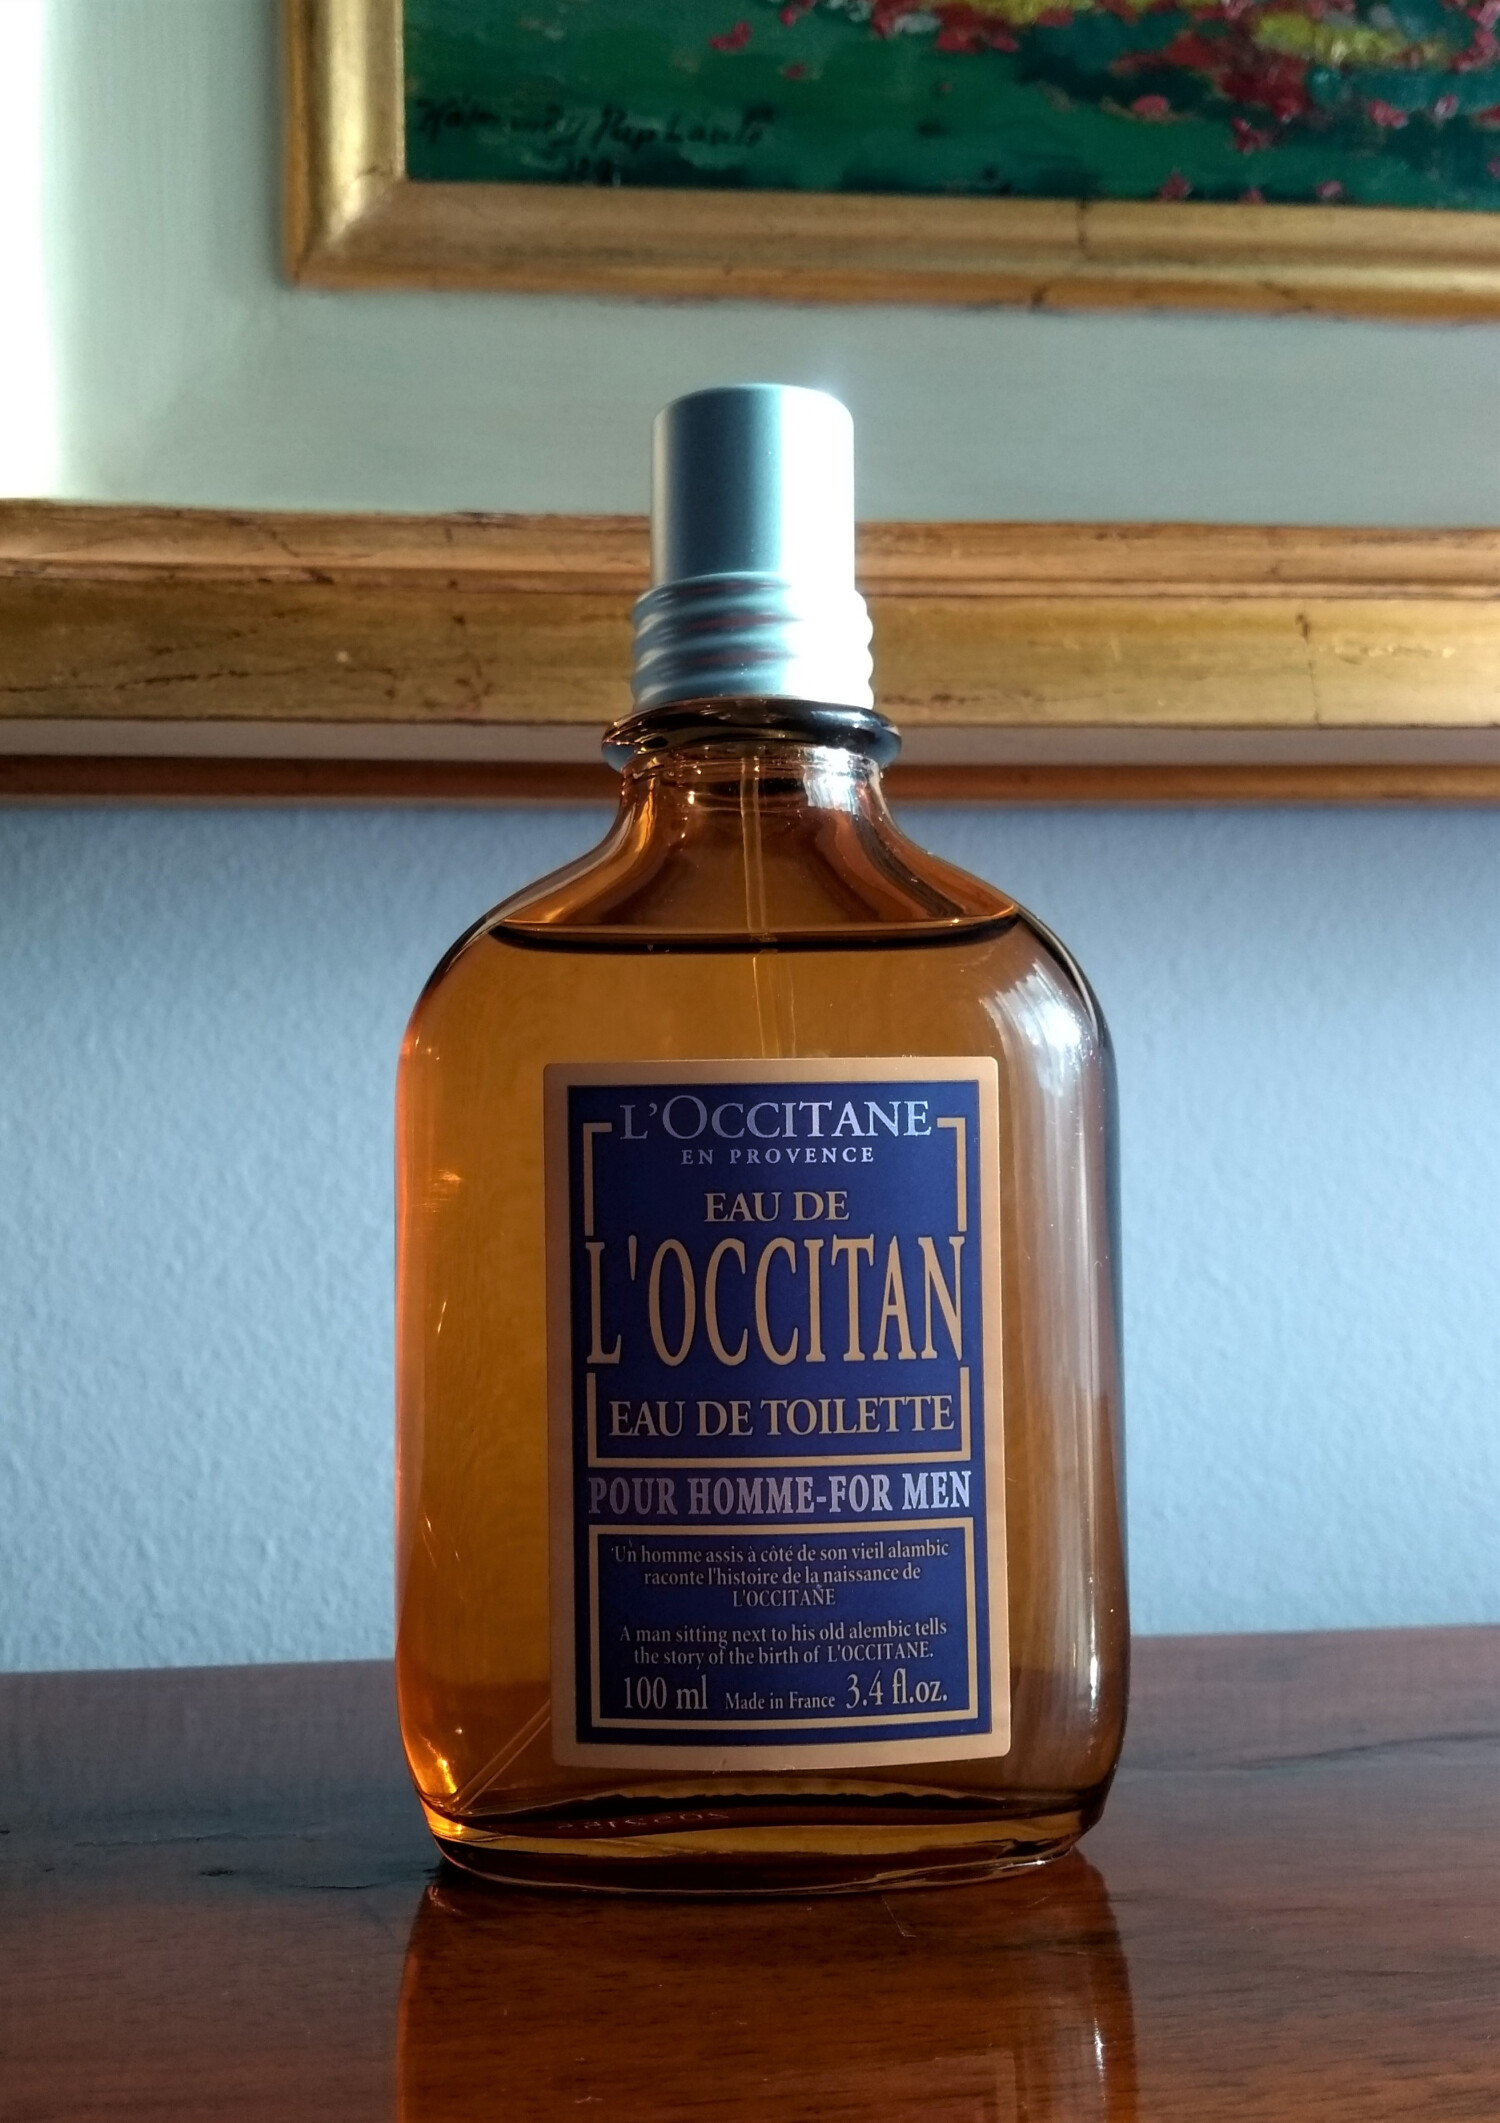 L'OCCITANE
EN PROVENCE
EAU DE
L'OCCITAN
EAU DE TOILETTE
POUR HOMME-FOR MEN
Un homme assis à côté de son vieil alambic
raconte l'histoire de la naissance de
L'OCCITANE
A man sitting next to his old alembic tells
the story of the birth of L'OCCITANE.
100 ml Made in France 3.4 fl.oz.